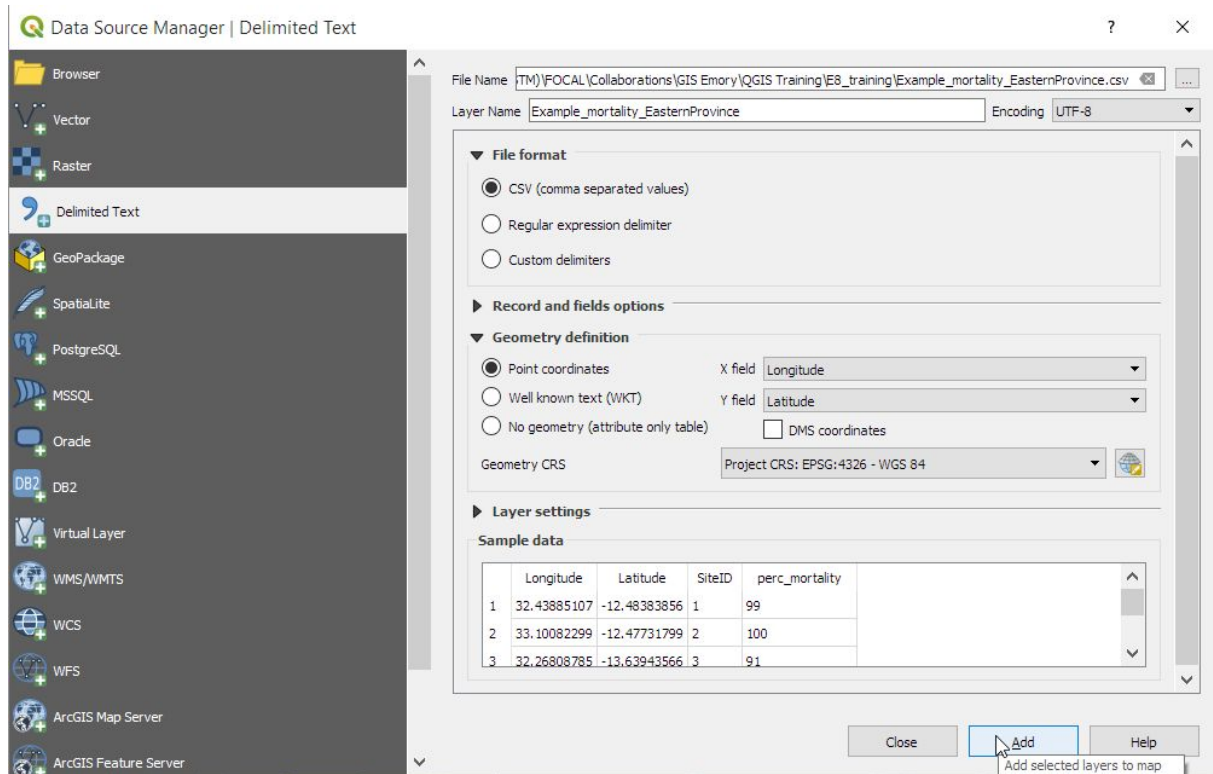 Data Source Manager | Delimited Text
? ×
Browser
Vector
Raster
Delimited Text
GeoPackage
SpatiaLite
PostgreSQL
MSSQL
Oracle
DB2
DB2
Virtual Layer
WMS/WMTS
WCS
WFS
ArcGIS Map Server
ArcGIS Feature Server
File Name TM)\FOCAL\Collaborations\GIS Emory\QGIS Training\E8_training\Example_mortality_EasternProvince.csv ...
Layer Name Example_mortality_EasternProvince Encoding UTF-8
File format
CSV (comma separated values)
Regular expression delimiter
Custom delimiters
Record and fields options
Geometry definition
Point coordinates X field Longitude
Well known text (WKT) Y field Latitude
No geometry (attribute only table) DMS coordinates
Geometry CRS Project CRS: EPSG:4326 - WGS 84
Layer settings
Sample data
Longitude Latitude SiteID perc_mortality
1 32.43885107 -12.48383856 1 99
2 33.10082299 -12.47731799 2 100
3 32.26808785 -13.63943566 3 91
Close Add Help
Add selected layers to map